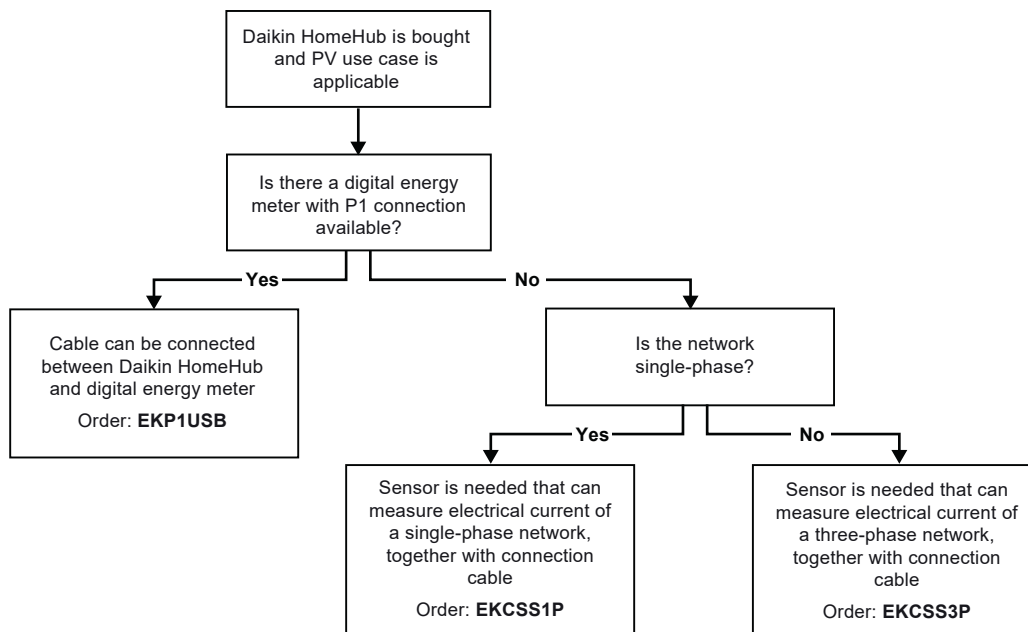 Daikin HomeHub is bought
and PV use case is
applicable
Is there a digital energy
meter with P1 connection
available?
Yes
No
Cable can be connected
between Daikin HomeHub
and digital energy meter
Order: EKP1USB
Is the network
single-phase?
Yes
No
Sensor is needed that can
measure electrical current of
a single-phase network,
together with connection
cable
Order: EKCSS1P
Sensor is needed that can
measure electrical current of
a three-phase network,
together with connection
cable
Order: EKCSS3P